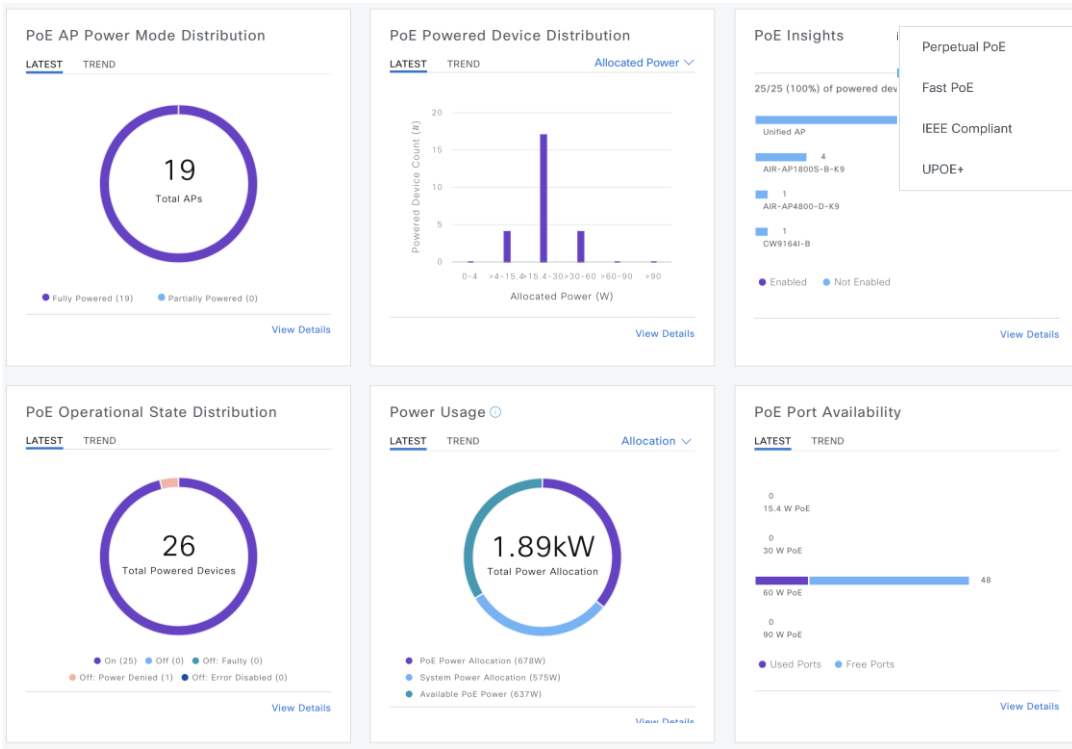 PoE AP Power Mode Distribution
LATEST TREND
19
Total APs
Fully Powered (19) Partially Powered (0)
View Details
PoE Powered Device Distribution
LATEST TREND Allocated Power
Powered Device Count (#)
20
15
10
5
0
0-4 >4-15.4 >15.4-30 >30-60 >60-90 >90
Allocated Power (W)
View Details
PoE Insights
Perpetual PoE
Fast PoE
IEEE Compliant
UPOE+
25/25 (100%) of powered dev
Unified AP
4
AIR-AP1800S-B-K9
1
AIR-AP4800-D-K9
1
CW9164I-B
Enabled Not Enabled
View Details
PoE Operational State Distribution
LATEST TREND
26
Total Powered Devices
On (25) Off (0) Off: Faulty (0)
Off: Power Denied (1) Off: Error Disabled (0)
View Details
Power Usage
LATEST TREND Allocation
1.89kW
Total Power Allocation
PoE Power Allocation (678W)
System Power Allocation (575W)
Available PoE Power (637W)
View Details
PoE Port Availability
LATEST TREND
0
15.4 W PoE
0
30 W PoE
48
60 W PoE
0
90 W PoE
Used Ports Free Ports
View Details